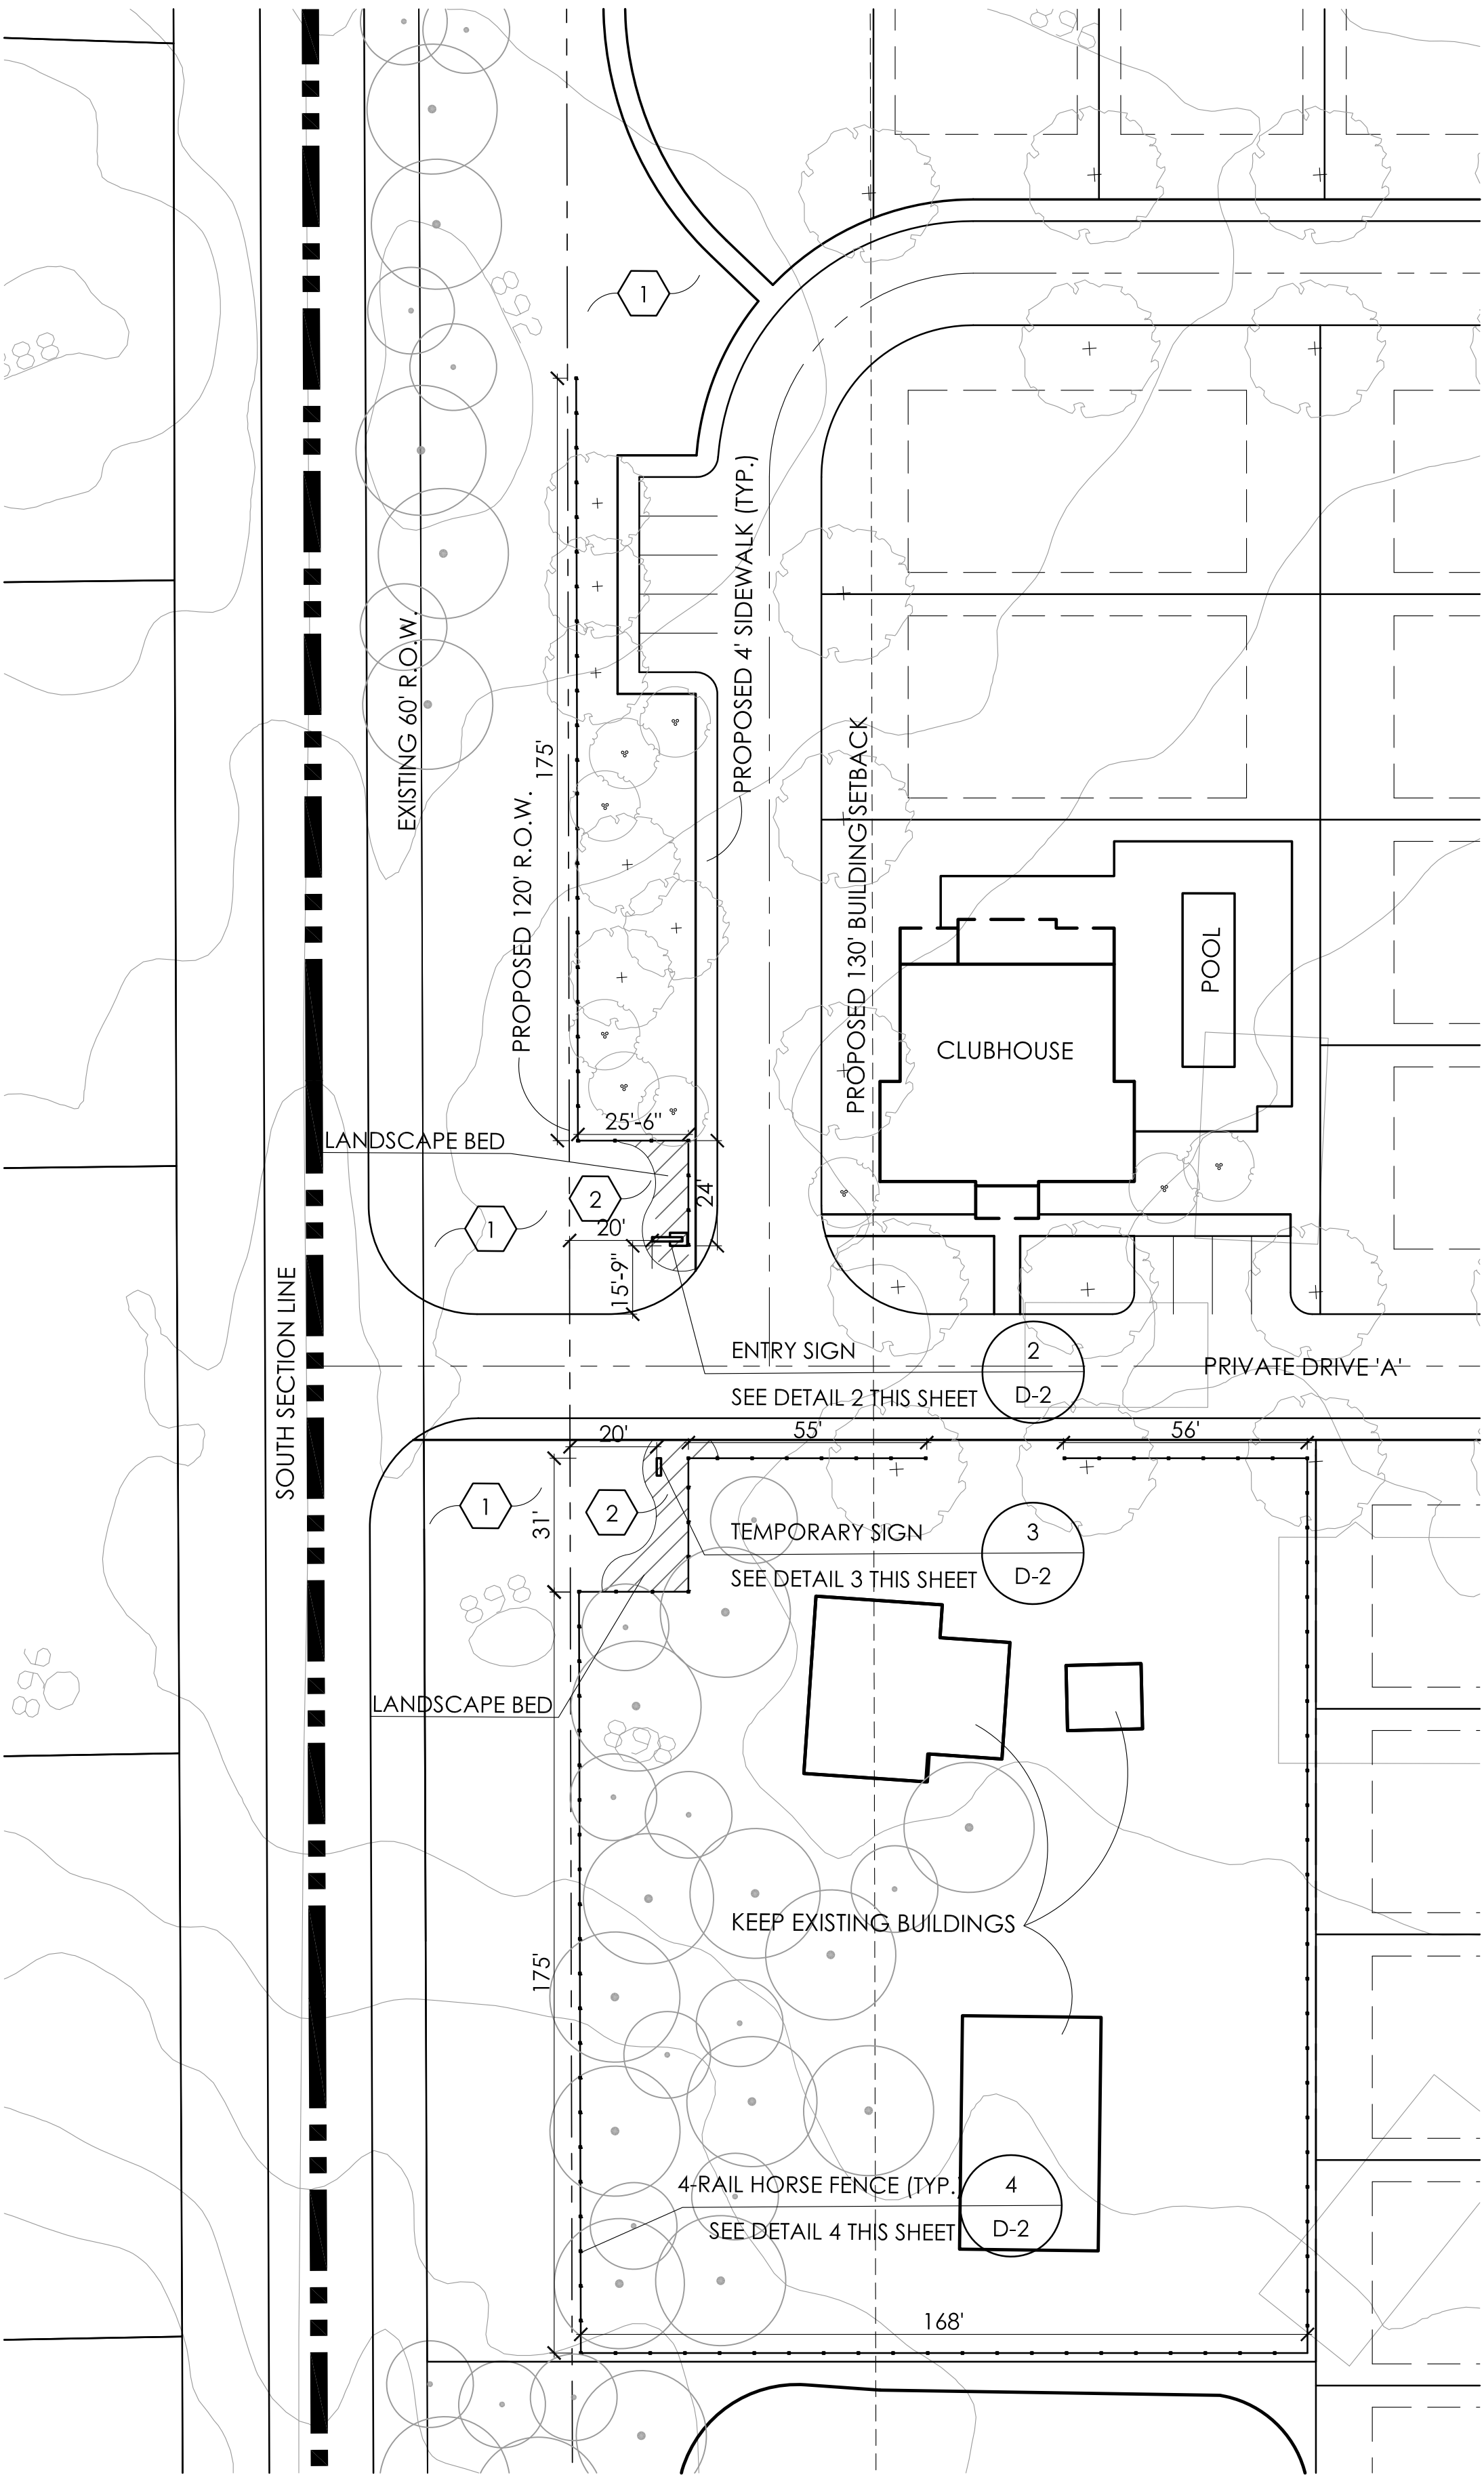 1
PROPOSED 4' SIDEWALK (TYP.)
EXISTING 60' R.O.W.
175'
PROPOSED 120' R.O.W.
PROPOSED 130' BUILDING SETBACK
POOL
CLUBHOUSE
25'-6"
LANDSCAPE BED
2
24'
1
20'
15'-9"
SOUTH SECTION LINE
ENTRY SIGN
2
SEE DETAIL 2 THIS SHEET
D-2
PRIVATE DRIVE 'A'
20'
55'
56'
1
2
31'
TEMPORARY SIGN
3
SEE DETAIL 3 THIS SHEET
D-2
LANDSCAPE BED
KEEP EXISTING BUILDINGS
175'
4-RAIL HORSE FENCE (TYP.)
4
SEE DETAIL 4 THIS SHEET
D-2
168'